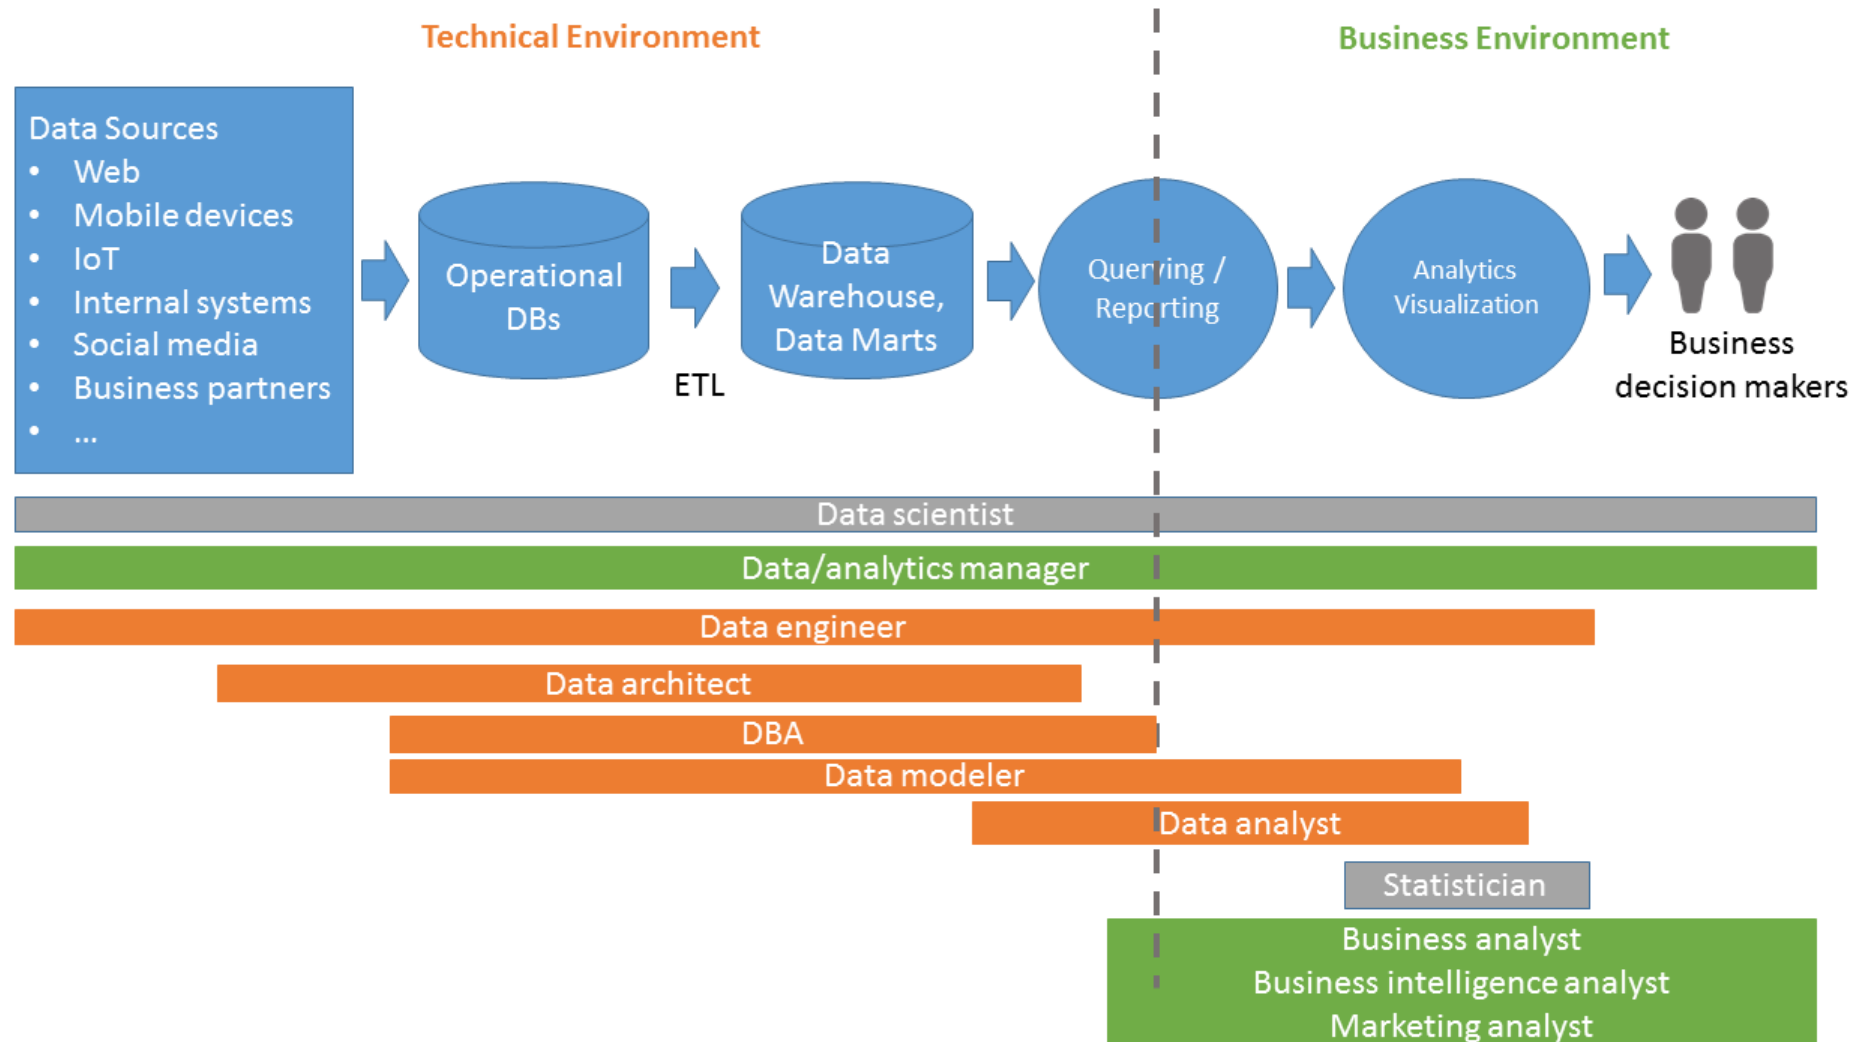 Technical Environment
Business Environment
Data Sources
• Web
• Mobile devices
• IoT
• Internal systems
• Social media
• Business partners
• ...
Operational
DBs
ETL
Data
Warehouse,
Data Marts
Querying /
Reporting
Analytics
Visualization
Business
decision makers
Data scientist
Data/analytics manager
Data engineer
Data architect
DBA
Data modeler
Data analyst
Statistician
Business analyst
Business intelligence analyst
Marketing analyst